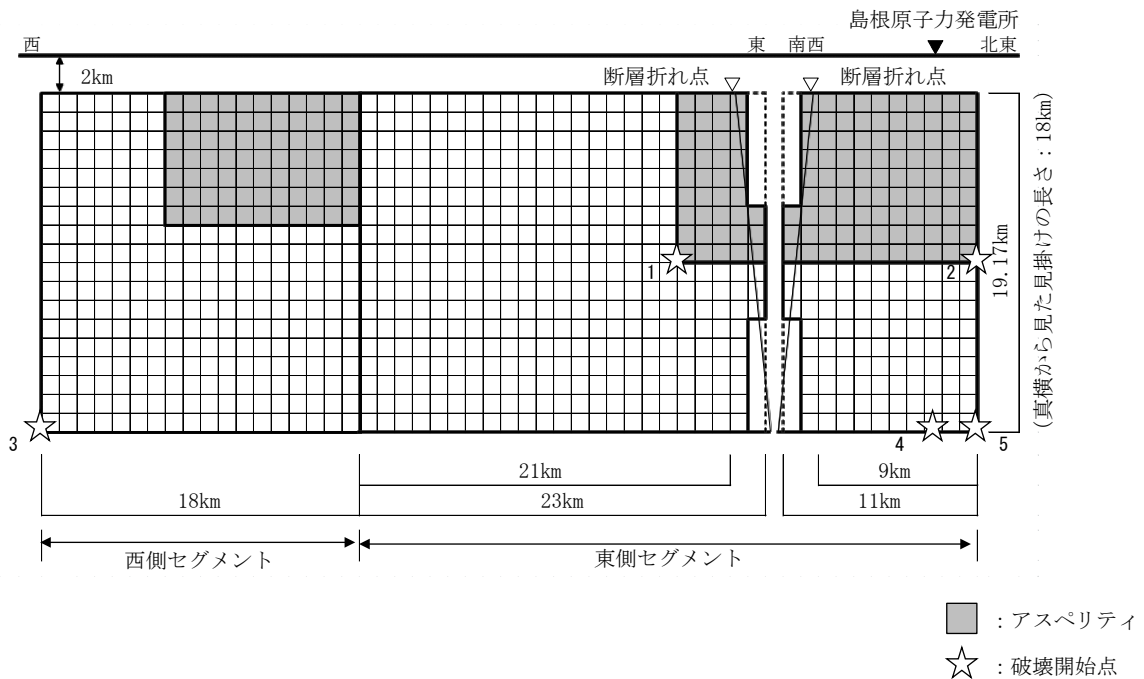 島根原子力発電所
西
東
南西
北東
2km
断層折れ点
断層折れ点
1
2
19.17km
(真横から見た見掛けの長さ:18km)
3
4
5
21km
9km
18km
23km
11km
西側セグメント
東側セグメント
:アスペリティ
:破壊開始点